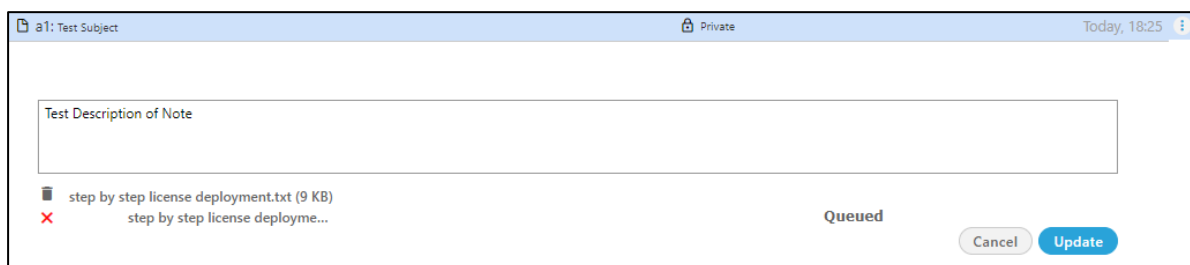 a1: Test Subject Private Today, 18:25
Test Description of Note
step by step license deployment.txt (9 KB)
step by step license deployme... Queued
Cancel Update